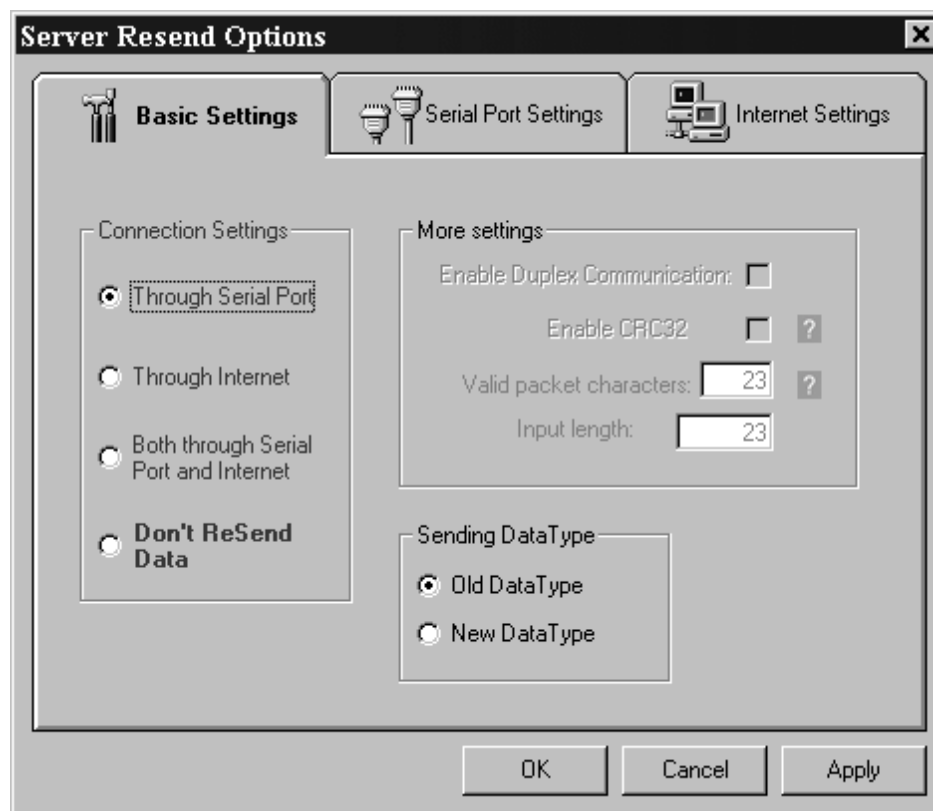 Server Resend Options
Basic Settings
Serial Port Settings
Internet Settings
Connection Settings
Through Serial Port
Through Internet
Both through Serial
Port and Internet
Don't ReSend
Data
More settings
Enable Duplex Communication:
Enable CRC32
?
Valid packet characters:
23
?
Input length:
23
Sending DataType
Old DataType
New DataType
OK
Cancel
Apply